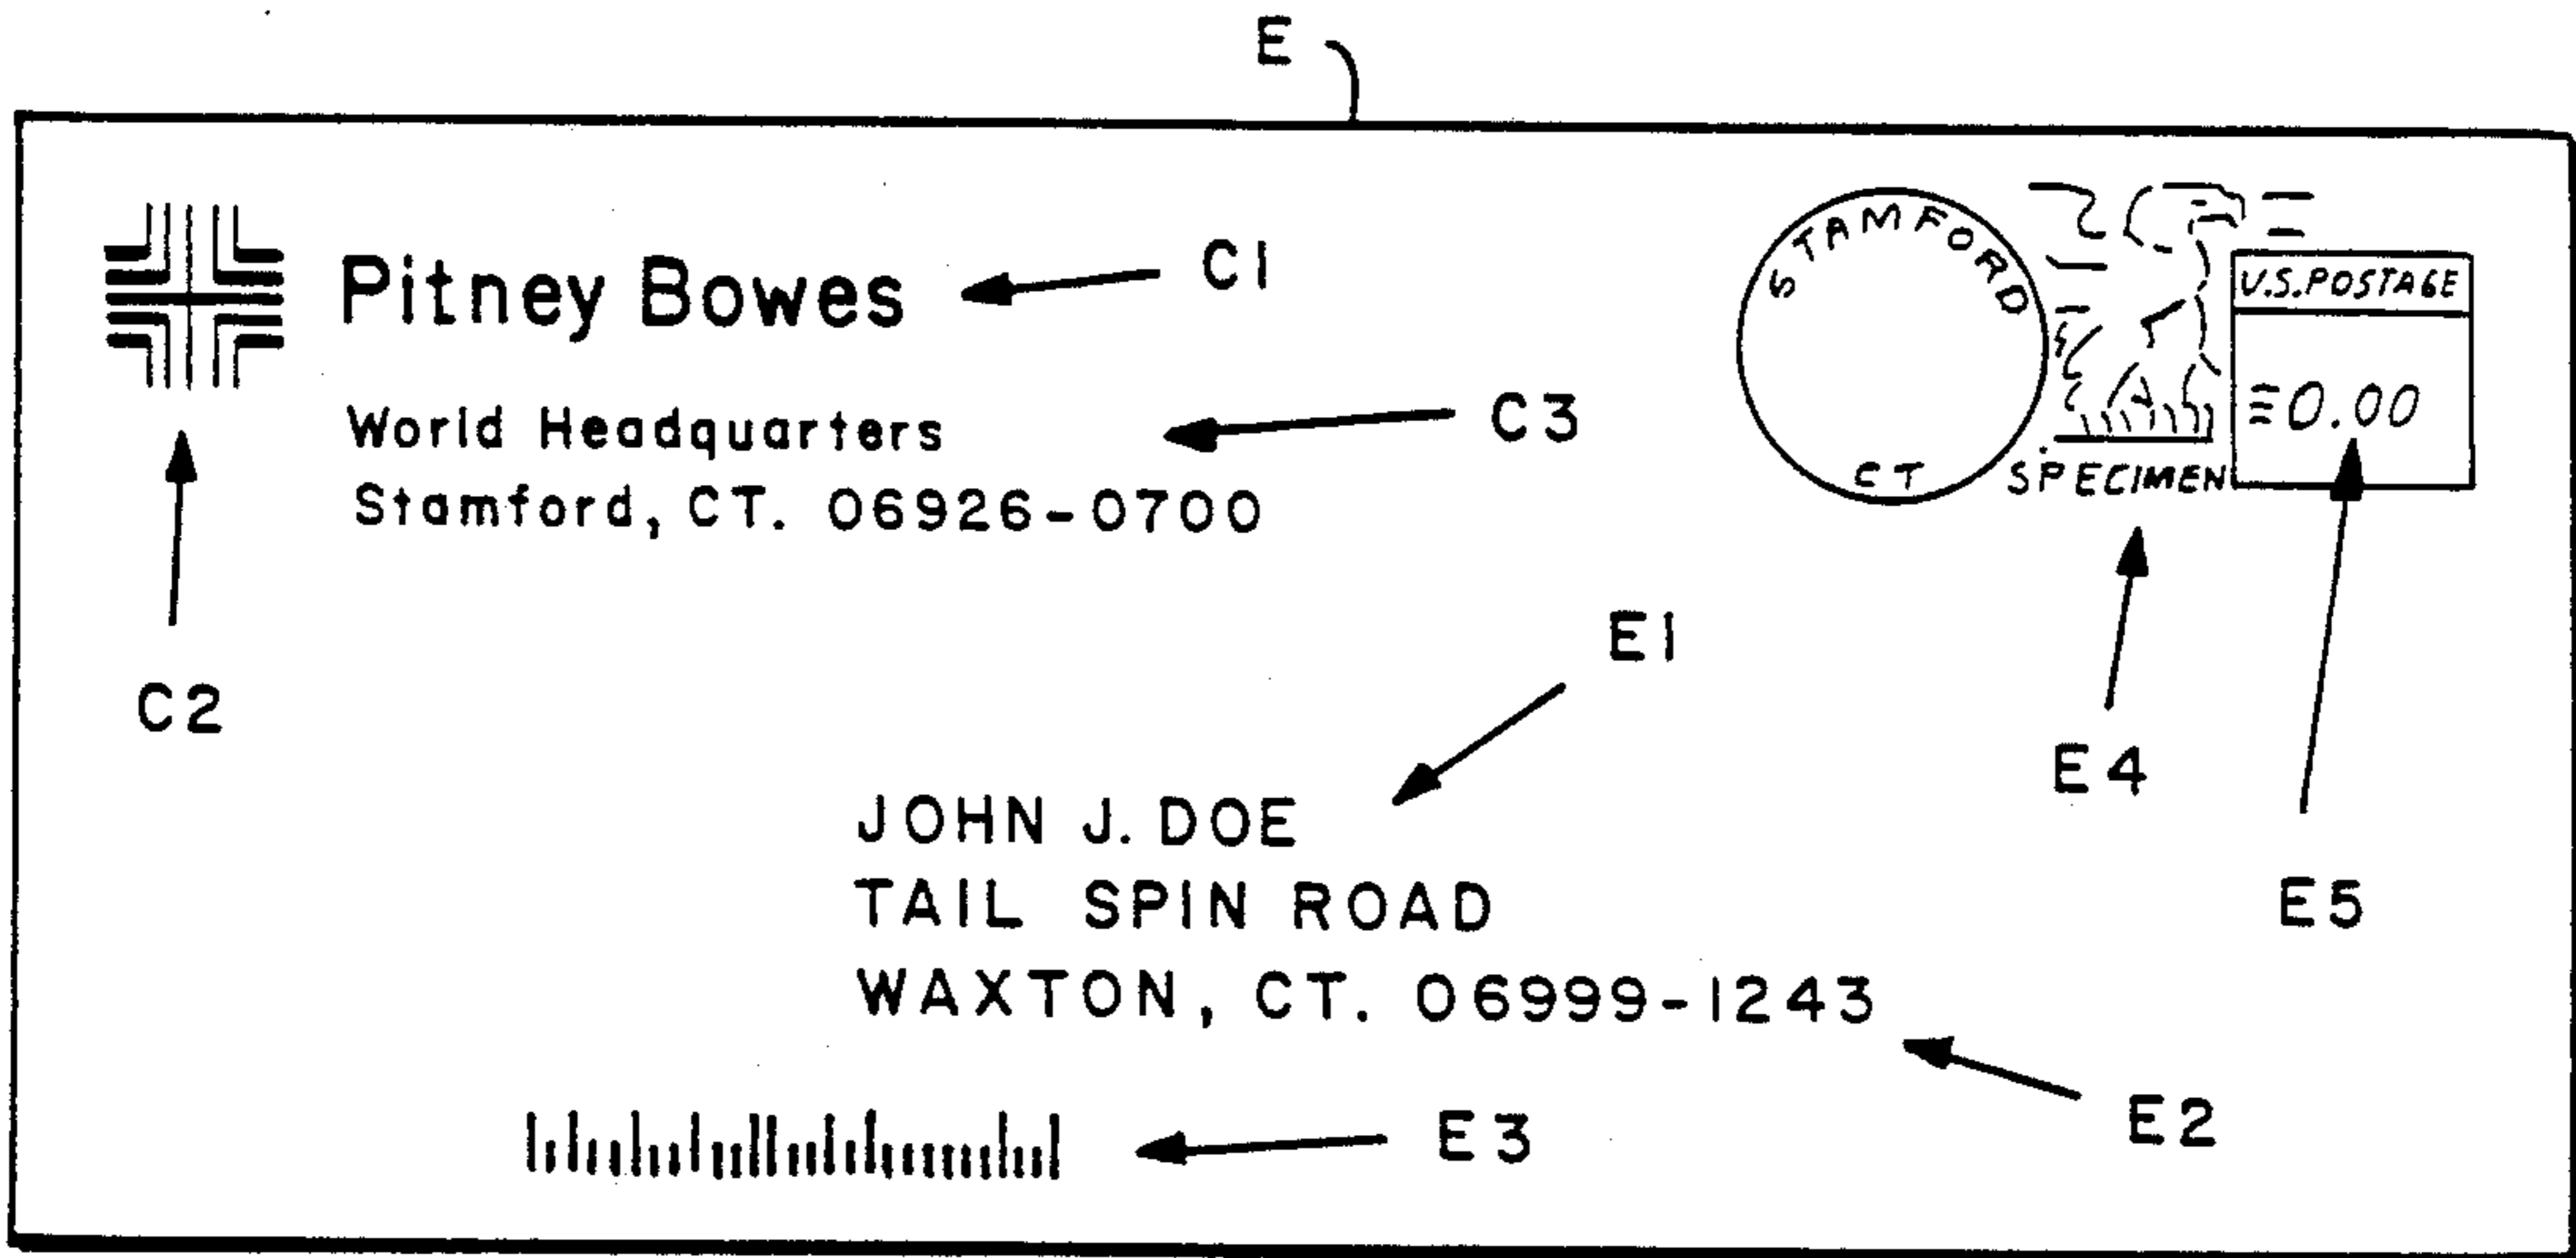 E
Pitney Bowes
C1
World Headquarters
Stamford, CT. 06926-0700
C3
C2
STAMFORD
CT
SPECIMEN
U.S. POSTAGE
0.00
E1
E4
E5
JOHN J. DOE
TAIL SPIN ROAD
WAXTON, CT. 06999-1243
E2
E3